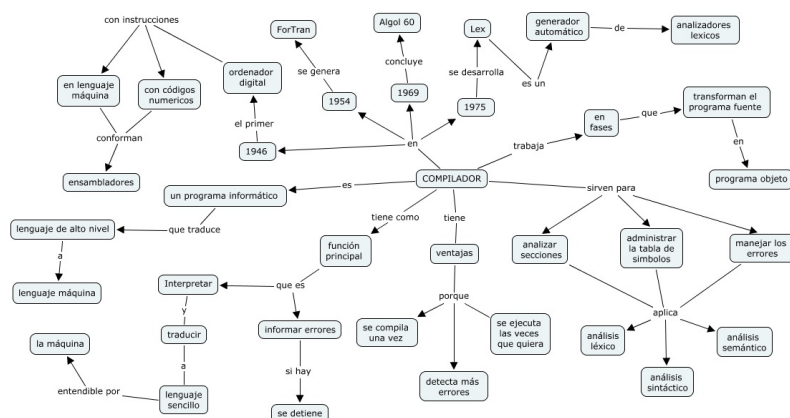 con instrucciones
ForTran
Algol 60
Lex
generador
automático
de
analizadores
lexicos
en lenguaje
máquina
con códigos
numericos
ordenador
digital
se genera
concluye
se desarrolla
es un
1954
1969
1975
conforman
el primer
1946
en
ensambladores
trabaja
en
fases
que
transforman el
programa fuente
en
programa objeto
COMPILADOR
un programa informático
es
sirven para
lenguaje de alto nivel
que traduce
tiene como
tiene
a
lenguaje máquina
función
principal
ventajas
analizar
secciones
administrar
la tabla de
simbolos
manejar los
errores
Interpretar
que es
porque
y
traducir
informar errores
se compila
una vez
se ejecuta
las veces
que quiera
aplica
análisis
léxico
análisis
semántico
análisis
sintáctico
la máquina
a
si hay
detecta más
errores
entendible por
lenguaje
sencillo
se detiene